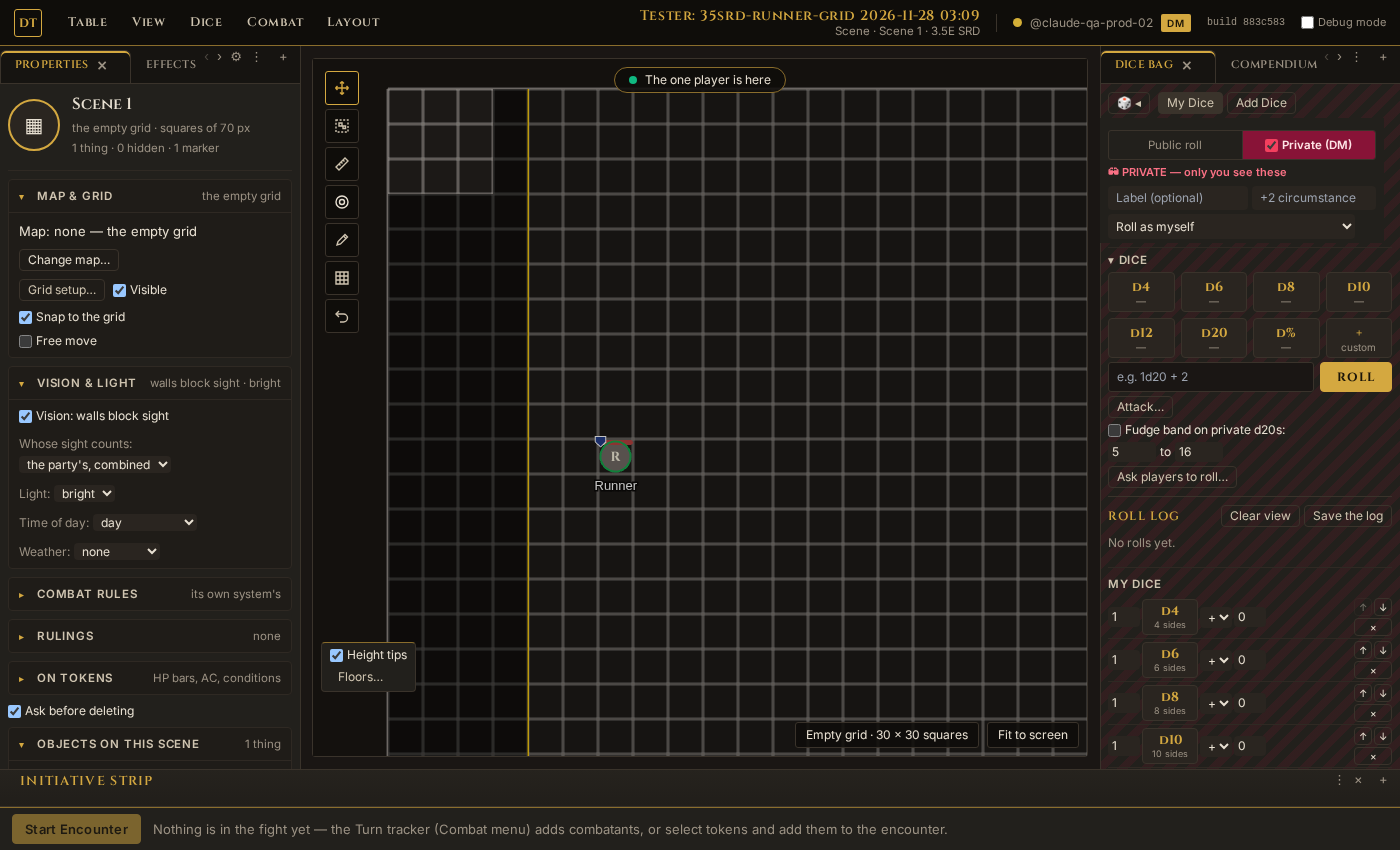 DT TABLE VIEW DICE COMBAT LAYOUT
TESTER: 35SRD-RUNNER-GRID 2026-11-28 03:09
Scene · Scene 1 · 3.5E SRD
@claude-qa-prod-02 DM build 883c583 Debug mode
PROPERTIES × EFFECTS
SCENE 1
the empty grid · squares of 70 px
1 thing · 0 hidden · 1 marker
MAP & GRID the empty grid
Map: none — the empty grid
Change map...
Grid setup... Visible
Snap to the grid
Free move
VISION & LIGHT walls block sight · bright
Vision: walls block sight
Whose sight counts:
the party's, combined
Light: bright
Time of day: day
Weather: none
COMBAT RULES its own system's
RULINGS none
ON TOKENS HP bars, AC, conditions
Ask before deleting
OBJECTS ON THIS SCENE 1 thing
The one player is here
R
Runner
Height tips
Floors...
Empty grid · 30 × 30 squares Fit to screen
DICE BAG × COMPENDIUM
My Dice Add Dice
Public roll Private (DM)
PRIVATE — only you see these
Label (optional) +2 circumstance
Roll as myself
DICE
D4 D6 D8 D10
— — — —
D12 D20 D% +
— — — custom
e.g. 1d20 + 2 ROLL
Attack...
Fudge band on private d20s:
5 to 16
Ask players to roll...
ROLL LOG Clear view Save the log
No rolls yet.
MY DICE
1 D4 + 0
4 sides
1 D6 + 0
6 sides
1 D8 + 0
8 sides
1 D10 + 0
10 sides
INITIATIVE STRIP
Start Encounter Nothing is in the fight yet — the Turn tracker (Combat menu) adds combatants, or select tokens and add them to the encounter.